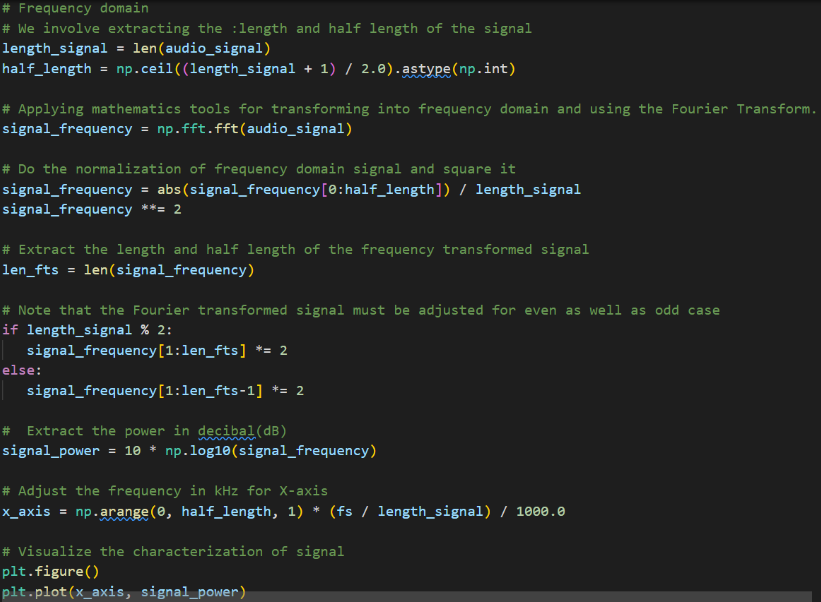 # Frequency domain
# We involve extracting the :length and half length of the signal
length_signal = len(audio_signal)
half_length = np.ceil((length_signal + 1) / 2.0).astype(np.int)
# Applying mathematics tools for transforming into frequency domain and using the Fourier Transform.
signal_frequency = np.fft.fft(audio_signal)
# Do the normalization of frequency domain signal and square it
signal_frequency = abs(signal_frequency[0:half_length]) / length_signal
signal_frequency **= 2
# Extract the length and half length of the frequency transformed signal
len_fts = len(signal_frequency)
# Note that the Fourier transformed signal must be adjusted for even as well as odd case
if length_signal % 2:
signal_frequency[1:len_fts] *= 2
else:
signal_frequency[1:len_fts-1] *= 2
#  Extract the power in decibal(dB)
signal_power = 10 * np.log10(signal_frequency)
# Adjust the frequency in kHz for X-axis
x_axis = np.arange(0, half_length, 1) * (fs / length_signal) / 1000.0
# Visualize the characterization of signal
plt.figure()
plt.plot(x_axis, signal_power)